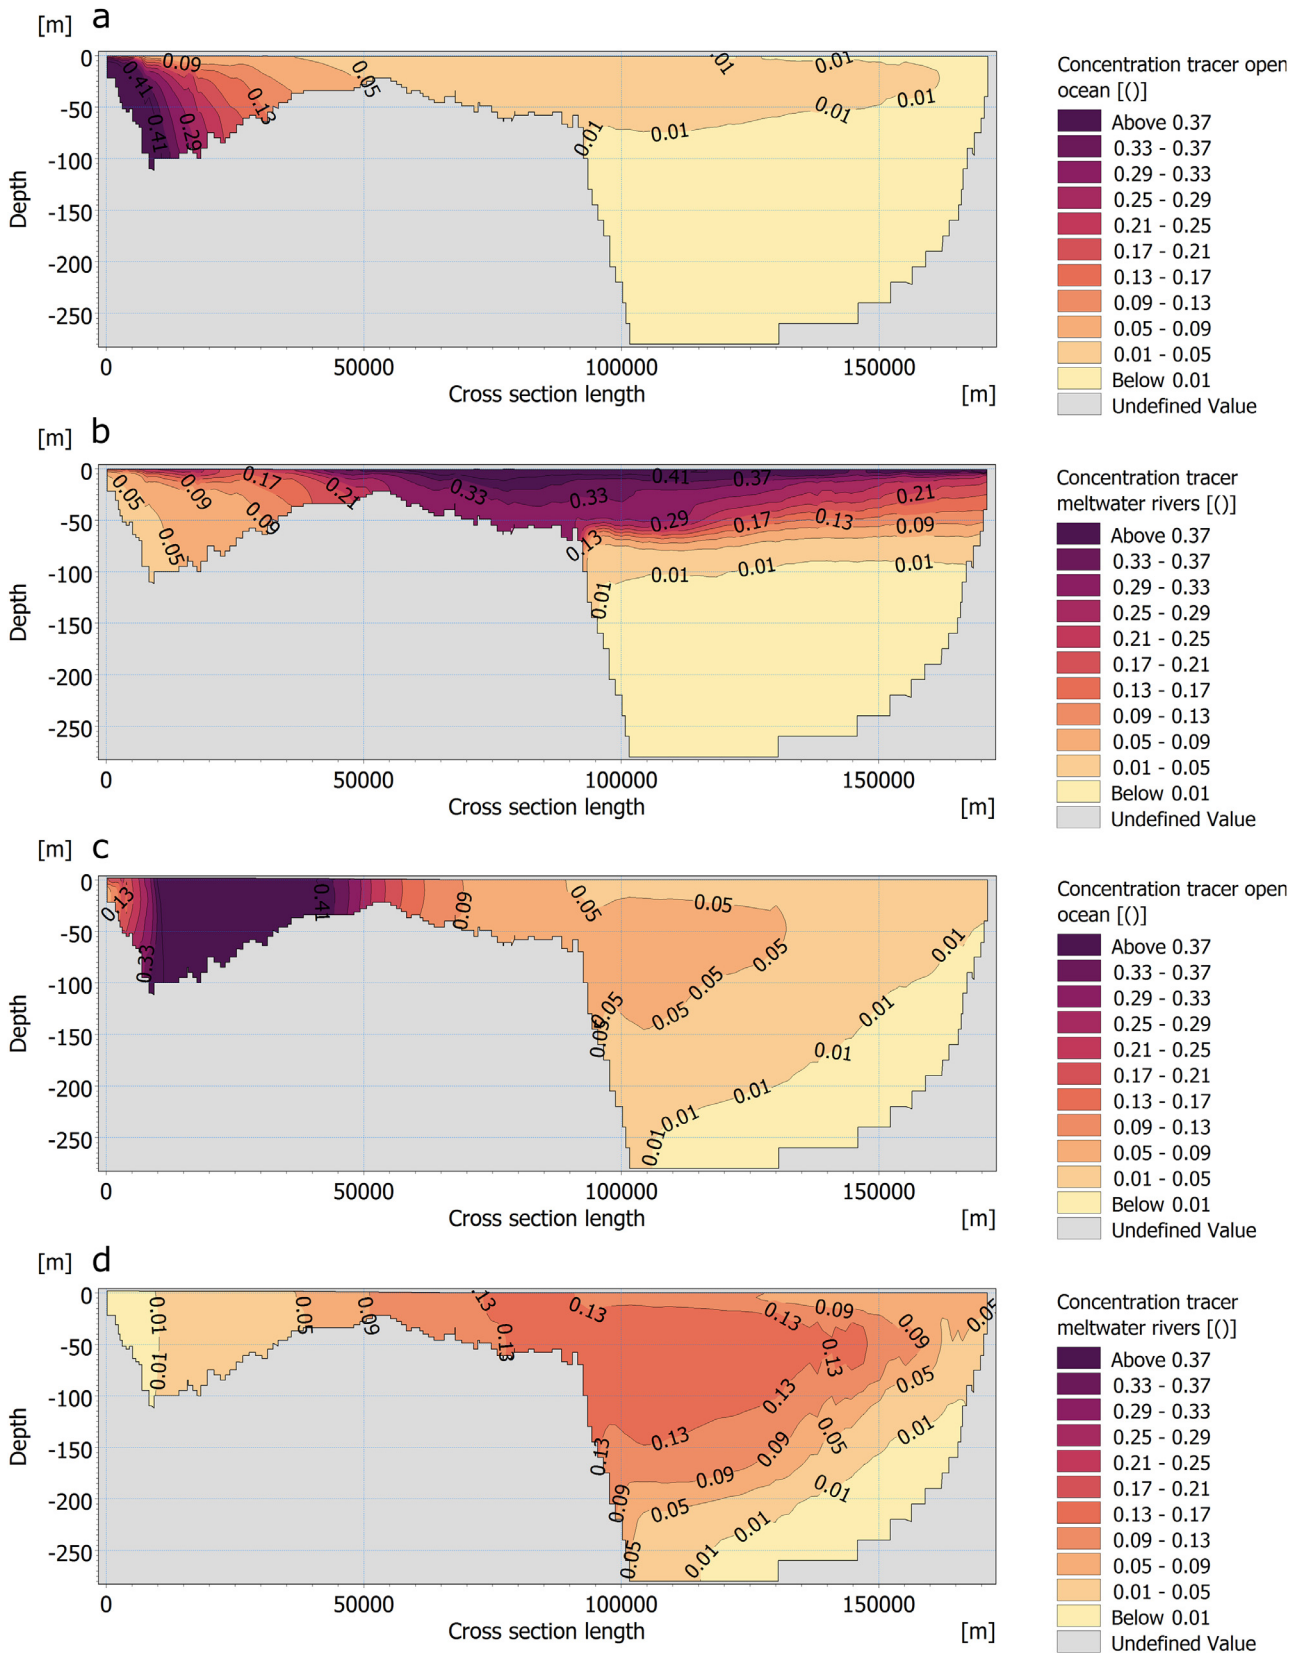 [m] a
0
-50
-100
-150
-200
-250
Depth
0.41
0.09
0.41
0.29
0.13
0.05
.01
0.01
0.01
0.01
0.01
0.01
0 50000 100000 150000
Cross section length [m]
Concentration tracer open
ocean [()]
Above 0.37
0.33 - 0.37
0.29 - 0.33
0.25 - 0.29
0.21 - 0.25
0.17 - 0.21
0.13 - 0.17
0.09 - 0.13
0.05 - 0.09
0.01 - 0.05
Below 0.01
Undefined Value
[m] b
0
-50
-100
-150
-200
-250
Depth
0.05
0.05
0.09
0.17
0.09
0.21
0.33
0.33
0.41
0.37
0.29
0.17
0.13
0.21
0.09
0.13
0.01
0.01
0.01
0.01
0 50000 100000 150000
Cross section length [m]
Concentration tracer
meltwater rivers [()]
Above 0.37
0.33 - 0.37
0.29 - 0.33
0.25 - 0.29
0.21 - 0.25
0.17 - 0.21
0.13 - 0.17
0.09 - 0.13
0.05 - 0.09
0.01 - 0.05
Below 0.01
Undefined Value
[m] c
0
-50
-100
-150
-200
-250
Depth
0.13
0.33
0.41
0.09
0.05
0.05
0.05
0.05
0.05
0.05
0.05
0.01
0.01
0.01
0.01
0.01
0.01
0 50000 100000 150000
Cross section length [m]
Concentration tracer open
ocean [()]
Above 0.37
0.33 - 0.37
0.29 - 0.33
0.25 - 0.29
0.21 - 0.25
0.17 - 0.21
0.13 - 0.17
0.09 - 0.13
0.05 - 0.09
0.01 - 0.05
Below 0.01
Undefined Value
[m] d
0
-50
-100
-150
-200
-250
Depth
0.01
0.01
0.05
0.09
.13
0.13
0.13
0.13
0.09
0.09
0.05
0.13
0.13
0.05
0.13
0.13
0.09
0.05
0.01
0.09
0.09
0.05
0.01
0.01
0.05
0.01
0 50000 100000 150000
Cross section length [m]
Concentration tracer
meltwater rivers [()]
Above 0.37
0.33 - 0.37
0.29 - 0.33
0.25 - 0.29
0.21 - 0.25
0.17 - 0.21
0.13 - 0.17
0.09 - 0.13
0.05 - 0.09
0.01 - 0.05
Below 0.01
Undefined Value